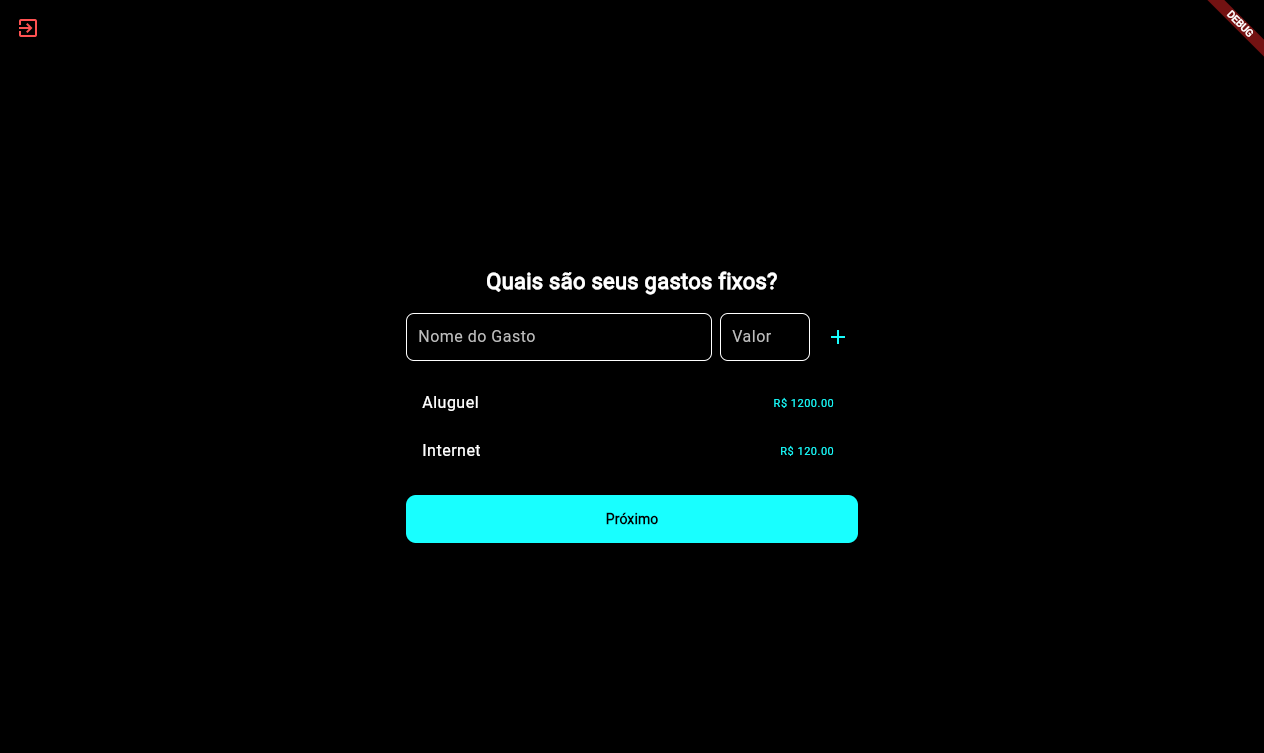 DEBUG
Quais são seus gastos fixos?
Nome do Gasto Valor
Aluguel R$ 1200.00
Internet R$ 120.00
Próximo